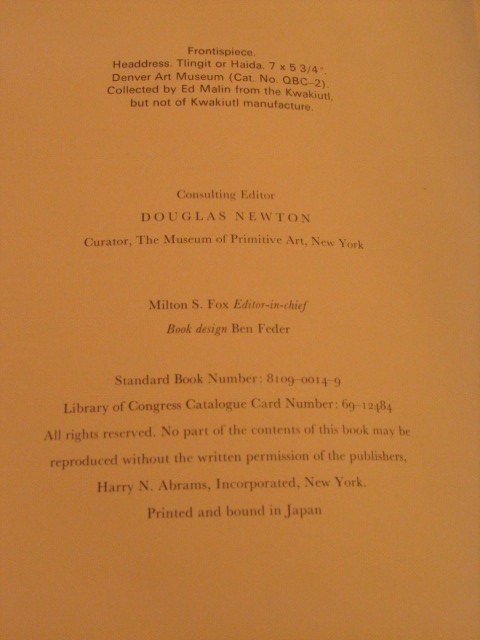 Frontispiece.
Headdress. Tlingit or Haida. 7 x 5 3/4".
Denver Art Museum (Cat. No. QBC–2).
Collected by Ed Malin from the Kwakiutl,
but not of Kwakiutl manufacture.
Consulting Editor
DOUGLAS NEWTON
Curator, The Museum of Primitive Art, New York
Milton S. Fox Editor-in-chief
Book design Ben Feder
Standard Book Number: 8109–0014–9
Library of Congress Catalogue Card Number: 69–12484
All rights reserved. No part of the contents of this book may be
reproduced without the written permission of the publishers,
Harry N. Abrams, Incorporated, New York.
Printed and bound in Japan